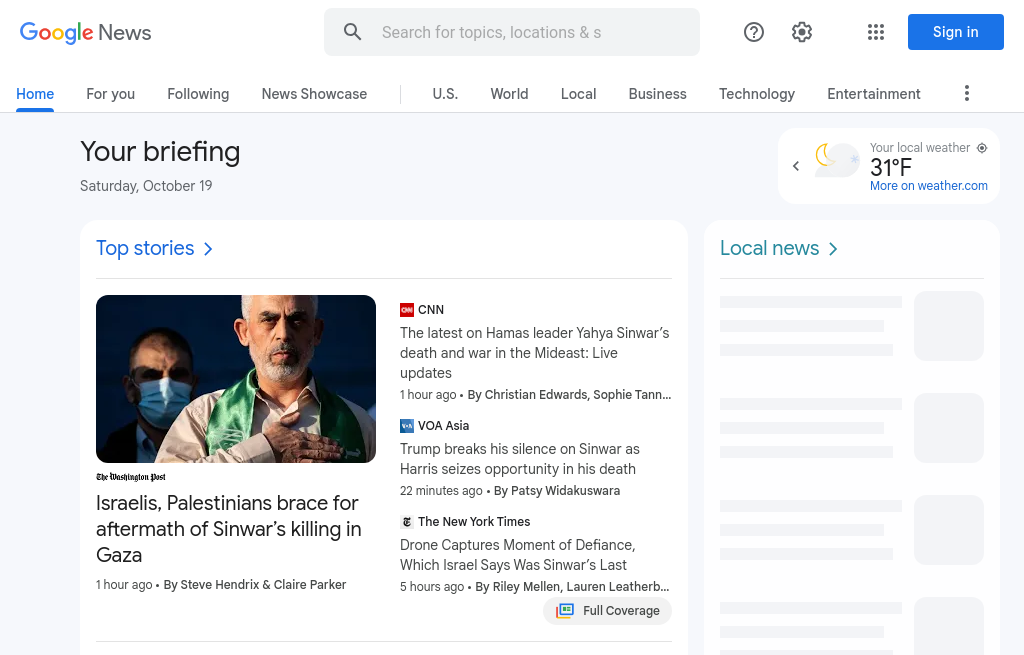 Google News
Search for topics, locations & s
Sign in
Home
For you
Following
News Showcase
U.S.
World
Local
Business
Technology
Entertainment
Your briefing
Saturday, October 19
Your local weather
31°F
More on weather.com
Top stories
Local news
The Washington Post
Israelis, Palestinians brace for
aftermath of Sinwar’s killing in
Gaza
1 hour ago • By Steve Hendrix & Claire Parker
CNN
CNN
The latest on Hamas leader Yahya Sinwar’s
death and war in the Mideast: Live
updates
1 hour ago • By Christian Edwards, Sophie Tann…
VOA
VOA Asia
Trump breaks his silence on Sinwar as
Harris seizes opportunity in his death
22 minutes ago • By Patsy Widakuswara
The New York Times
Drone Captures Moment of Defiance,
Which Israel Says Was Sinwar’s Last
5 hours ago • By Riley Mellen, Lauren Leatherb…
Full Coverage